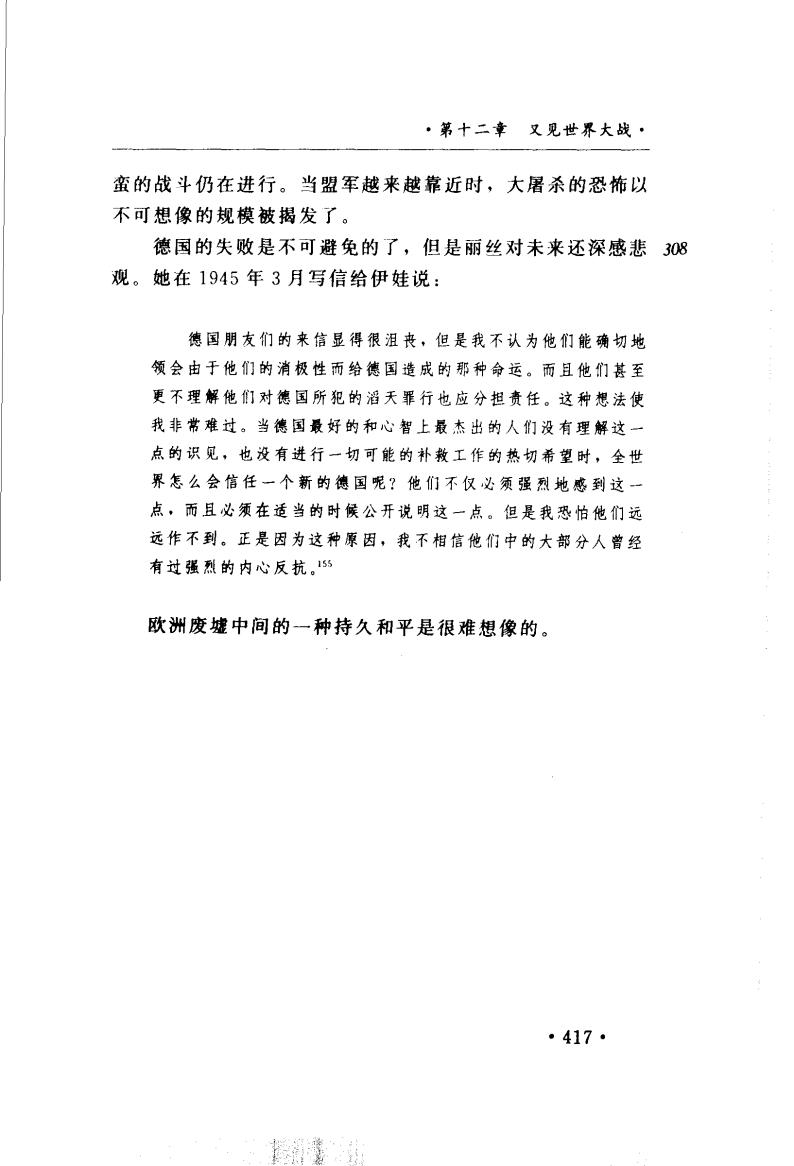 ·第十二章　又见世界大战·
蛮的战斗仍在进行。当盟军越来越靠近时，大屠杀的恐怖以
不可想像的规模被揭发了。
德国的失败是不可避免的了，但是丽丝对未来还深感悲 308
观。她在 1945 年 3 月写信给伊娃说：
德国朋友们的来信显得很沮丧，但是我不认为他们能确切地
领会由于他们的消极性而给德国造成的那种命运。而且他们甚至
更不理解他们对德国所犯的滔天罪行也应分担责任。这种想法使
我非常难过。当德国最好的和心智上最杰出的人们没有理解这一
点的识见，也没有进行一切可能的补救工作的热切希望时，全世
界怎么会信任一个新的德国呢？他们不仅必须强烈地感到这一
点，而且必须在适当的时候公开说明这一点。但是我恐怕他们远
远作不到。正是因为这种原因，我不相信他们中的大部分人曾经
有过强烈的内心反抗。155
欧洲废墟中间的一种持久和平是很难想像的。
·417·